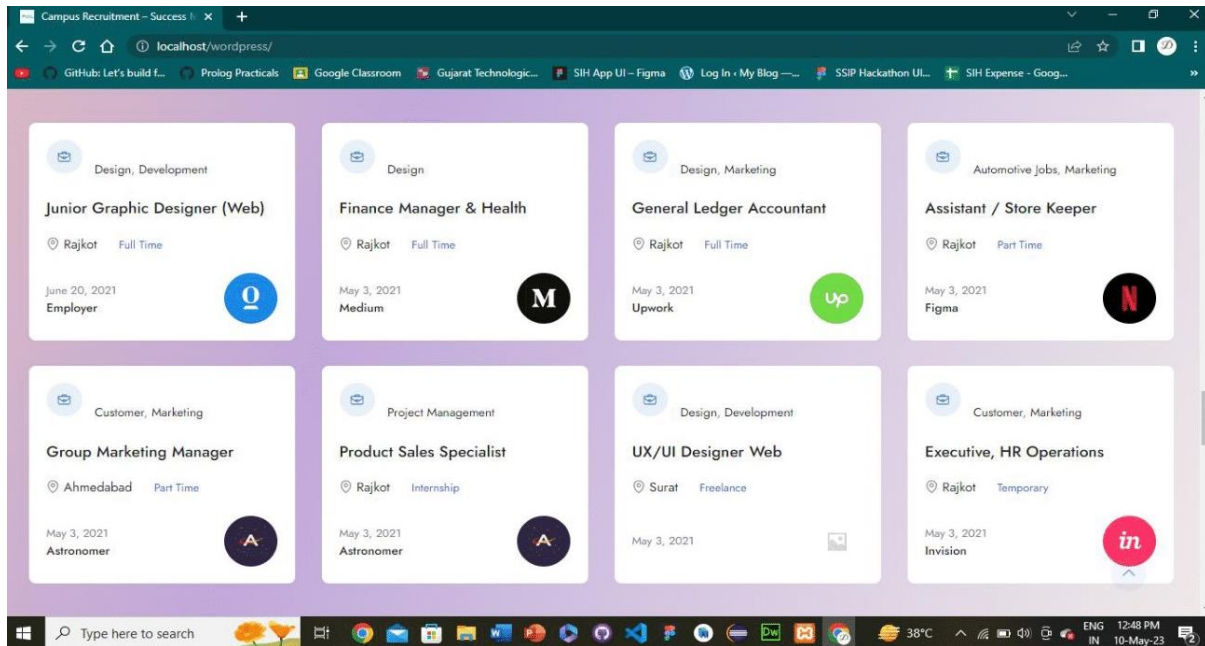 Campus Recruitment – Success
localhost/wordpress/
GitHub: Let's build f... Prolog Practicals Google Classroom Gujarat Technologic... SIH App UI – Figma Log In ‹ My Blog —... SSIP Hackathon UI... SIH Expense - Goog...
Design, Development
Junior Graphic Designer (Web)
Rajkot Full Time
June 20, 2021
Employer
Design
Finance Manager & Health
Rajkot Full Time
May 3, 2021
Medium
M
Design, Marketing
General Ledger Accountant
Rajkot Full Time
May 3, 2021
Upwork
Up
Automotive Jobs, Marketing
Assistant / Store Keeper
Rajkot Part Time
May 3, 2021
Figma
N
Customer, Marketing
Group Marketing Manager
Ahmedabad Part Time
May 3, 2021
Astronomer
A
Project Management
Product Sales Specialist
Rajkot Internship
May 3, 2021
Astronomer
A
Design, Development
UX/UI Designer Web
Surat Freelance
May 3, 2021
Customer, Marketing
Executive, HR Operations
Rajkot Temporary
May 3, 2021
Invision
in
Type here to search
Dw
38°C
ENG
IN
12:48 PM
10-May-23
2